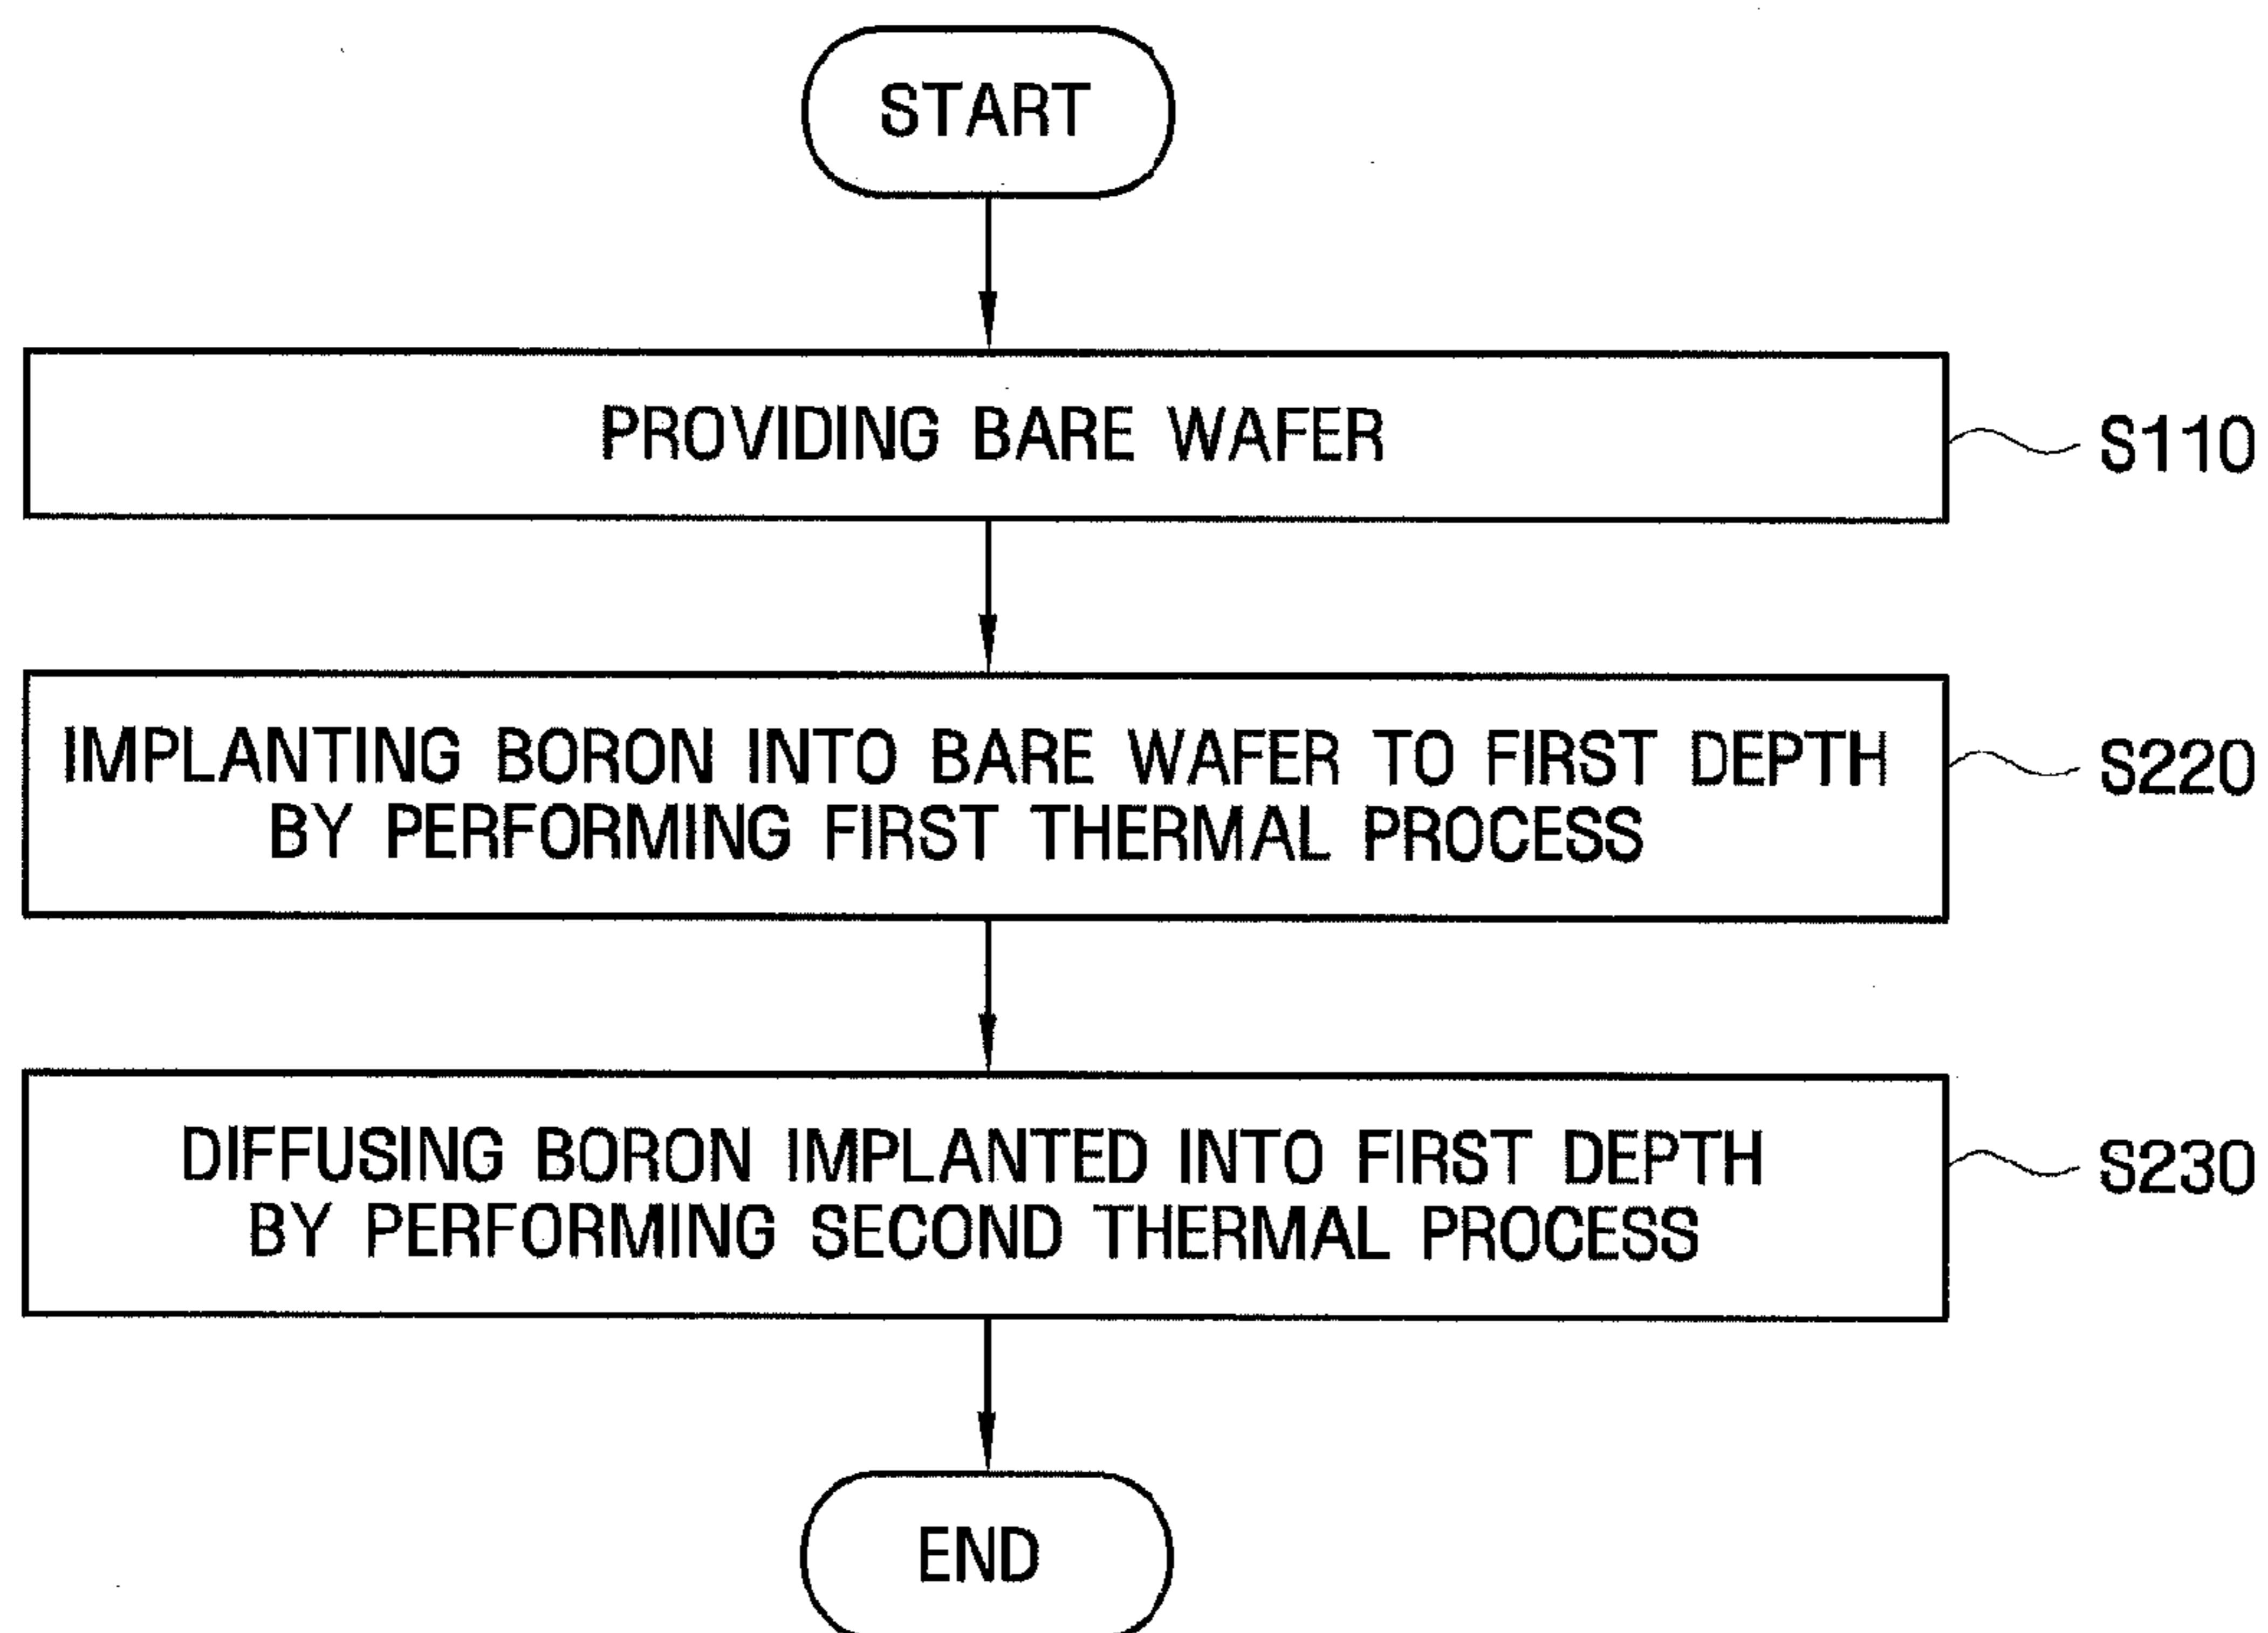 START
PROVIDING BARE WAFER
S110
IMPLANTING BORON INTO BARE WAFER TO FIRST DEPTH
BY PERFORMING FIRST THERMAL PROCESS
S220
DIFFUSING BORON IMPLANTED INTO FIRST DEPTH
BY PERFORMING SECOND THERMAL PROCESS
S230
END